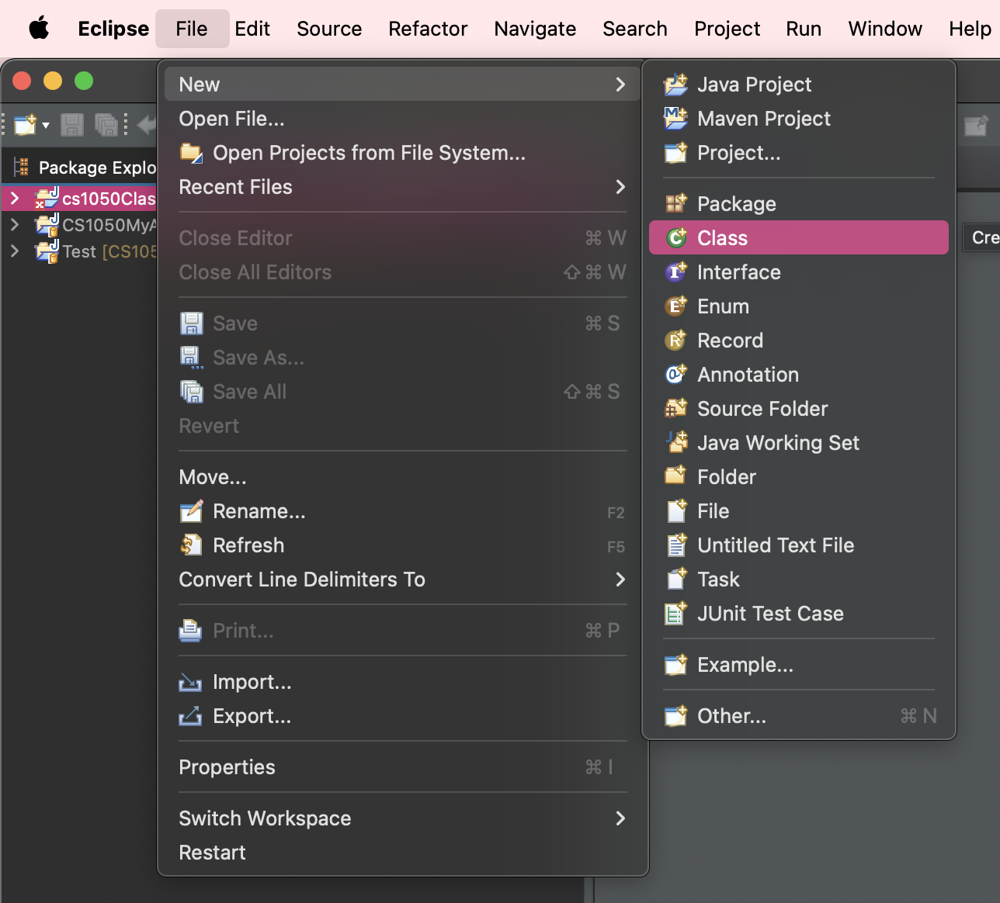 Eclipse File Edit Source Refactor Navigate Search Project Run Window Help
New
Open File...
Open Projects from File System...
Recent Files
Close Editor ⌘ W
Close All Editors ⇧ ⌘ W
Save ⌘ S
Save As...
Save All ⇧ ⌘ S
Revert
Move...
Rename... F2
Refresh F5
Convert Line Delimiters To
Print... ⌘ P
Import...
Export...
Properties ⌘ I
Switch Workspace
Restart
Java Project
Maven Project
Project...
Package
Class
Interface
Enum
Record
Annotation
Source Folder
Java Working Set
Folder
File
Untitled Text File
Task
JUnit Test Case
Example...
Other... ⌘ N
Package Explo
cs1050Clas
CS1050MyA
Test [CS105
Cre